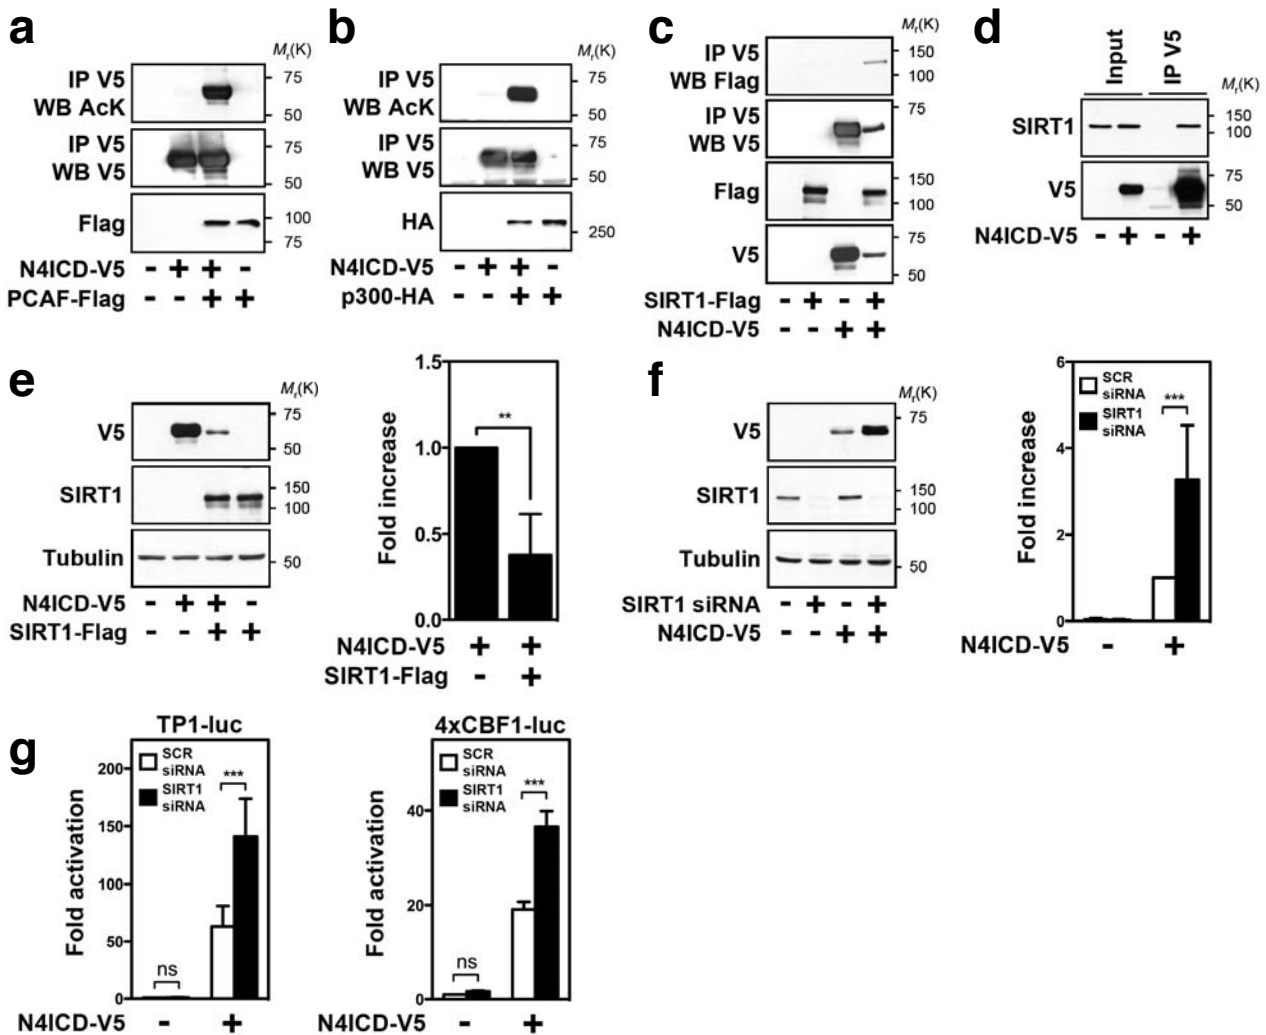 a
Mr(K)
IP V5
WB AcK
75
50
IP V5
WB V5
75
50
Flag
100
75
N4ICD-V5 - + + -
PCAF-Flag - - + +
b
Mr(K)
IP V5
WB AcK
75
50
IP V5
WB V5
75
50
HA
250
N4ICD-V5 - + + -
p300-HA - - + +
c
Mr(K)
IP V5
WB Flag
150
100
IP V5
WB V5
75
Flag
150
100
V5
75
50
SIRT1-Flag - + - +
N4ICD-V5 - - + +
d
Input
IP V5
Mr(K)
SIRT1
150
100
V5
75
50
N4ICD-V5 - + - +
e
Mr(K)
V5
75
50
SIRT1
150
100
Tubulin
50
N4ICD-V5 - + + -
SIRT1-Flag - - + +
Fold increase
1.5
1.0
0.5
0.0
**
N4ICD-V5 + +
SIRT1-Flag - +
f
Mr(K)
V5
75
SIRT1
150
100
Tubulin
50
SIRT1 siRNA - + - +
N4ICD-V5 - - + +
Fold increase
6
4
2
0
SCR
siRNA
SIRT1
siRNA
***
N4ICD-V5 - +
g
TP1-luc
Fold activation
200
150
100
50
0
SCR
siRNA
SIRT1
siRNA
***
ns
N4ICD-V5 - +
4xCBF1-luc
Fold activation
40
20
0
SCR
siRNA
SIRT1
siRNA
***
ns
N4ICD-V5 - +